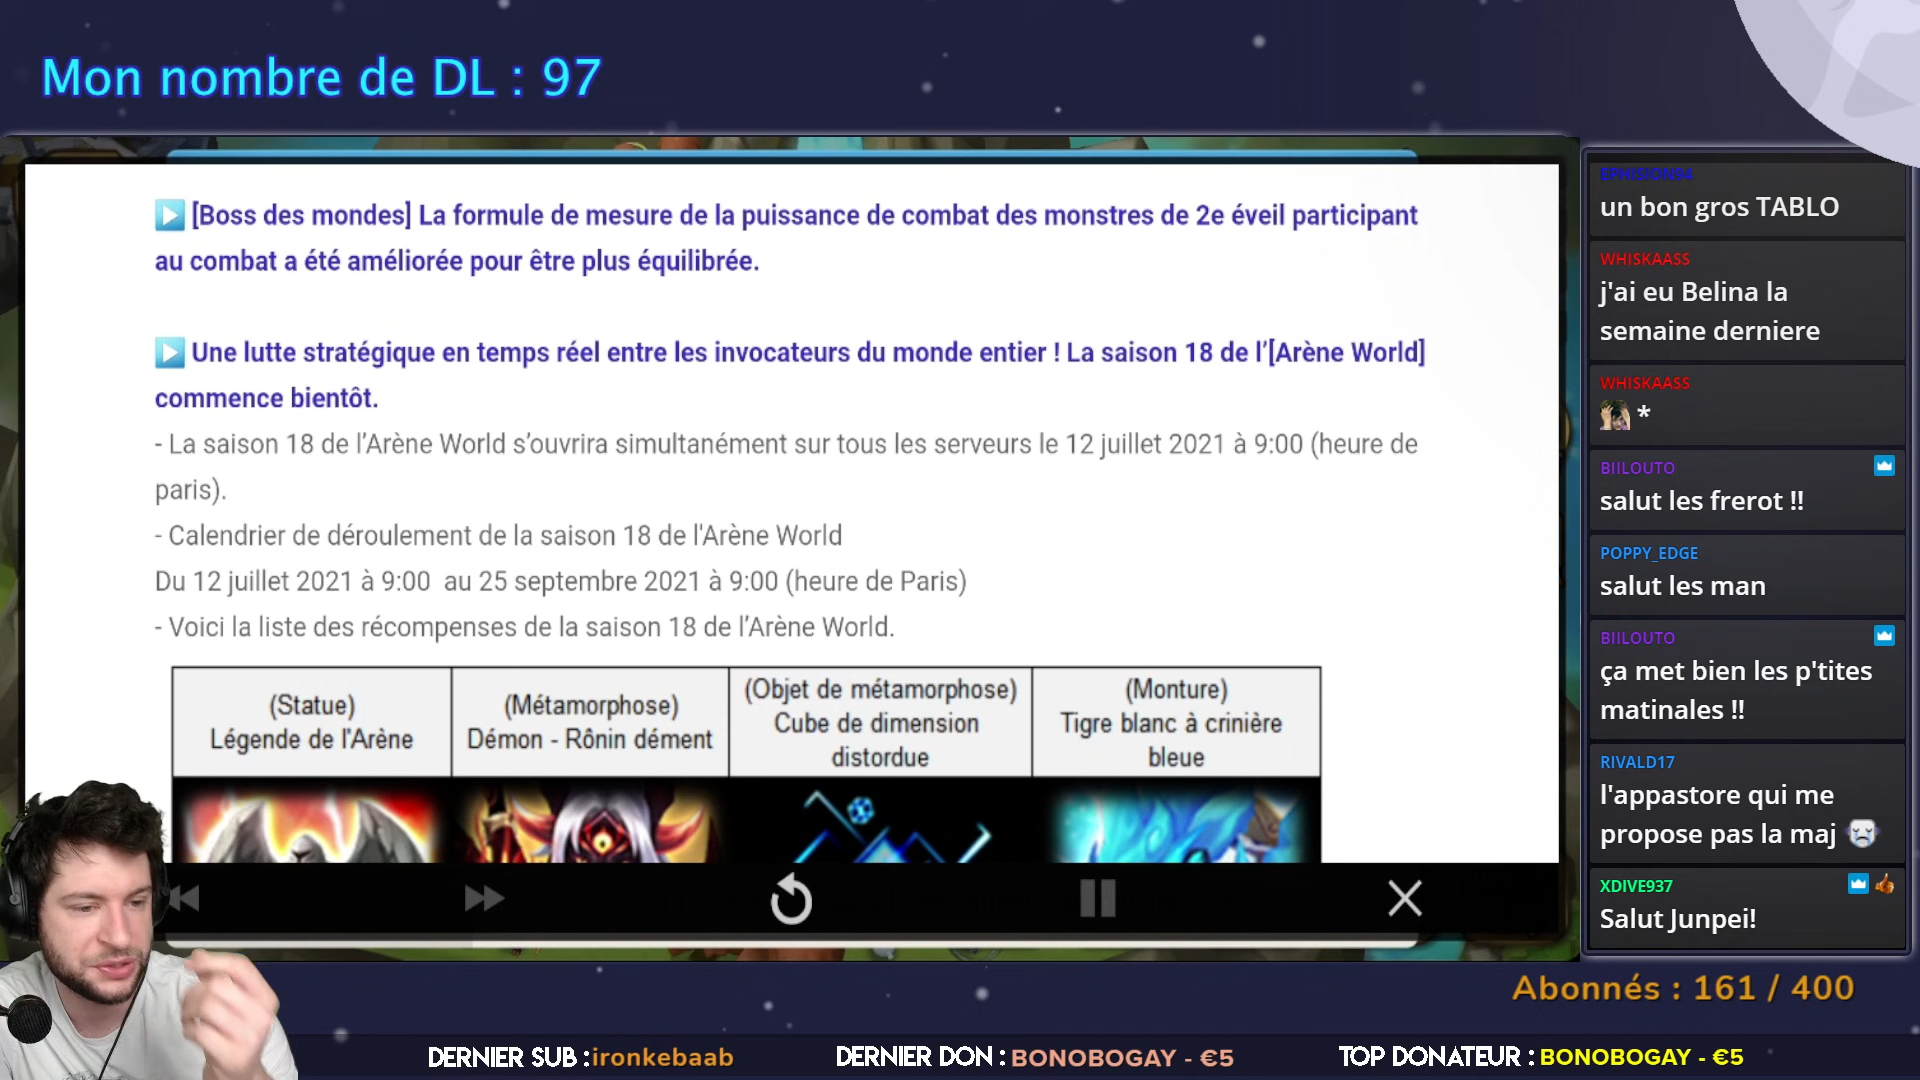 Mon nombre de DL : 97
[Boss des mondes] La formule de mesure de la puissance de combat des monstres de 2e éveil participant
au combat a été améliorée pour être plus équilibrée.
Une lutte stratégique en temps réel entre les invocateurs du monde entier ! La saison 18 de l'[Arène World]
commence bientôt.
- La saison 18 de l'Arène World s'ouvrira simultanément sur tous les serveurs le 12 juillet 2021 à 9:00 (heure de
paris).
- Calendrier de déroulement de la saison 18 de l'Arène World
Du 12 juillet 2021 à 9:00  au 25 septembre 2021 à 9:00 (heure de Paris)
- Voici la liste des récompenses de la saison 18 de l'Arène World.
(Statue)
Légende de l'Arène
(Métamorphose)
Démon - Rônin dément
(Objet de métamorphose)
Cube de dimension
distordue
(Monture)
Tigre blanc à crinière
bleue
EPHISION94
un bon gros TABLO
WHISKAASS
j'ai eu Belina la
semaine derniere
WHISKAASS
*
BIILOUTO
salut les frerot !!
POPPY_EDGE
salut les man
BIILOUTO
ça met bien les p'tites
matinales !!
RIVALD17
l'appastore qui me
propose pas la maj
XDIVE937
Salut Junpei!
Abonnés : 161 / 400
DERNIER SUB : ironkebaab
DERNIER DON : BONOBOGAY - €5
TOP DONATEUR : BONOBOGAY - €5